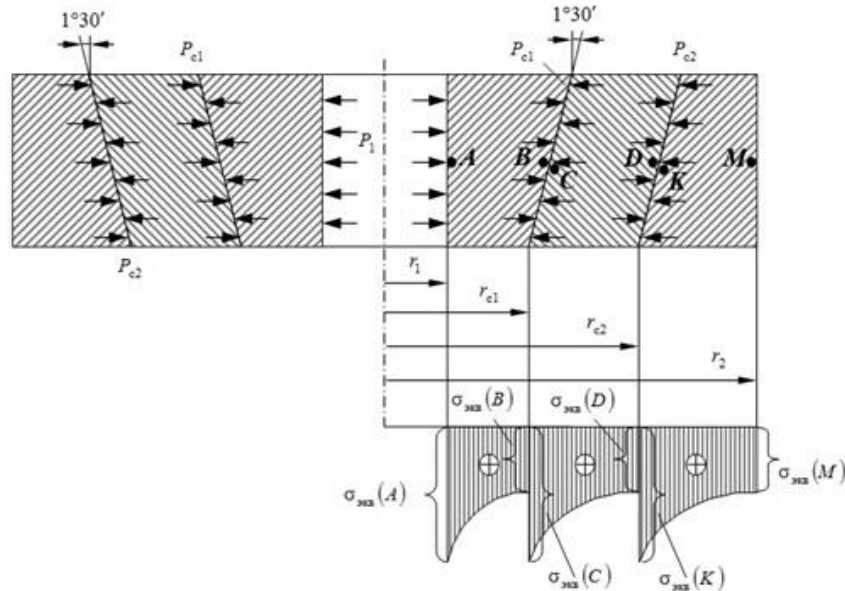 1°30′ 1°30′
P_c1 P_c1 P_c2
P_1 A B C D K M
P_c2
r_1
r_c1
r_c2
r_2
σ_экв(B) σ_экв(D)
σ_экв(A) σ_экв(M)
σ_экв(C) σ_экв(K)